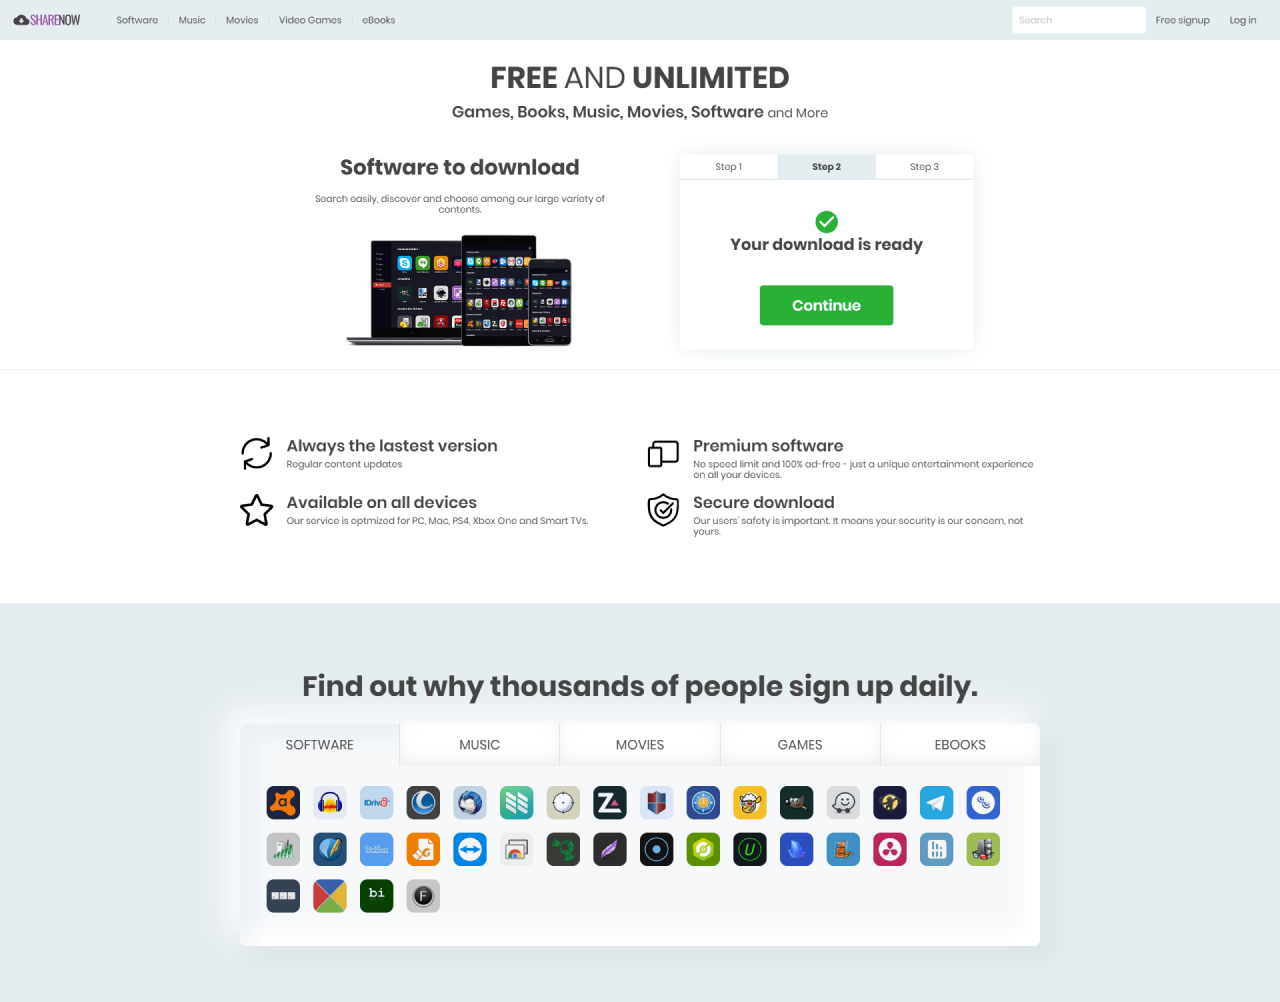 SHARENOW
Software
Music
Movies
Video Games
eBooks
Search
Free signup
Log in
FREE AND UNLIMITED
Games, Books, Music, Movies, Software and More
Software to download
Search easily, discover and choose among our large variety of
contents.
Step 1
Step 2
Step 3
Your download is ready
Continue
Always the lastest version
Regular content updates
Premium software
No speed limit and 100% ad-free - just a unique entertainment experience
on all your devices.
Available on all devices
Our service is optmized for PC, Mac, PS4, Xbox One and Smart TVs.
Secure download
Our users' safety is important. It means your security is our concern, not
yours.
Find out why thousands of people sign up daily.
SOFTWARE
MUSIC
MOVIES
GAMES
EBOOKS
IDriv
bi
F